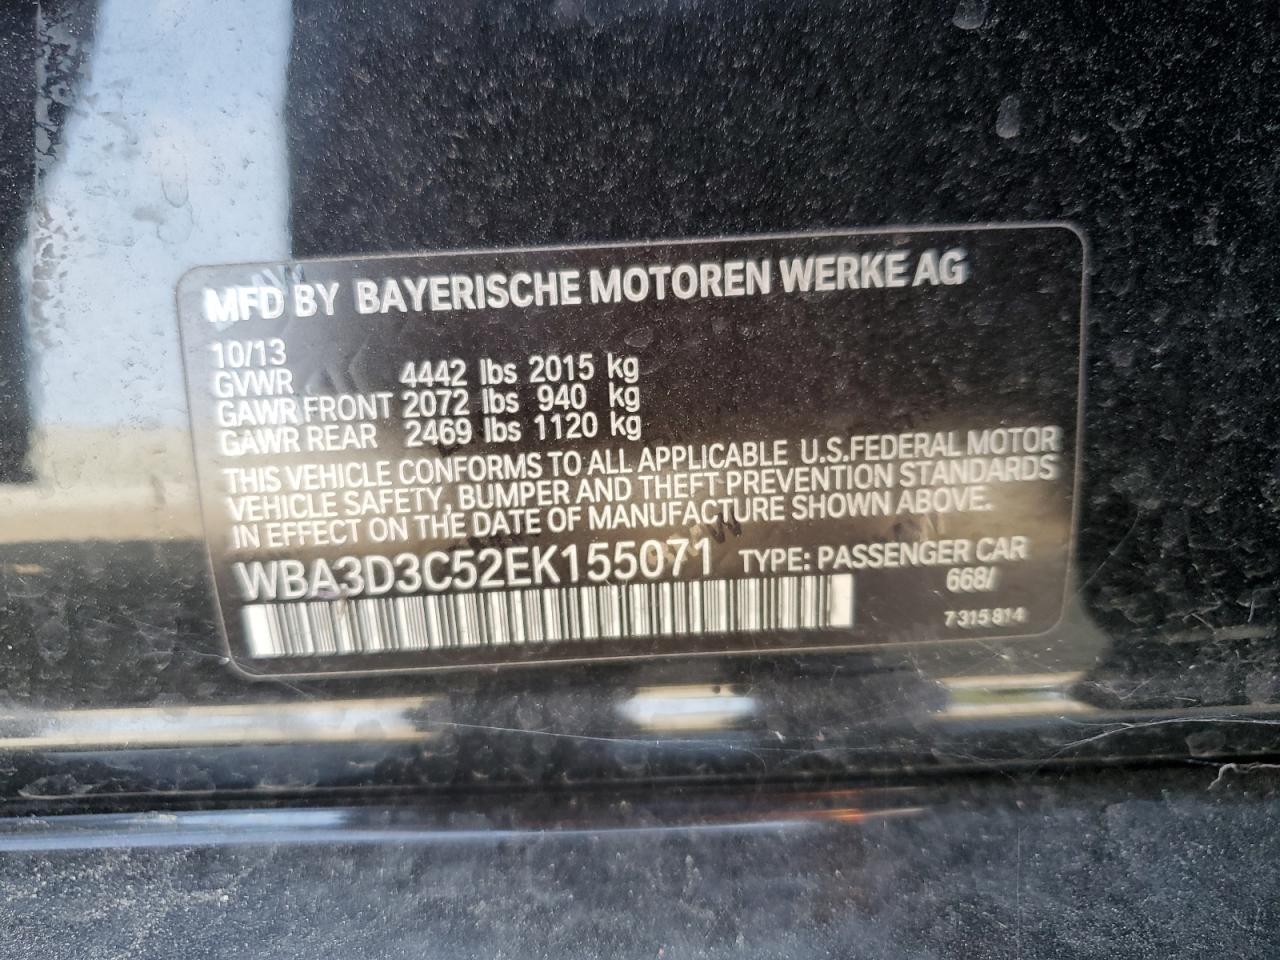 MFD BY BAYERISCHE MOTOREN WERKE AG
10/13
GVWR 4442 lbs 2015 kg
GAWR FRONT 2072 lbs 940 kg
GAWR REAR 2469 lbs 1120 kg
THIS VEHICLE CONFORMS TO ALL APPLICABLE U.S.FEDERAL MOTOR
VEHICLE SAFETY, BUMPER AND THEFT PREVENTION STANDARDS
IN EFFECT ON THE DATE OF MANUFACTURE SHOWN ABOVE.
WBA3D3C52EK155071 TYPE: PASSENGER CAR
668/
7 315 814